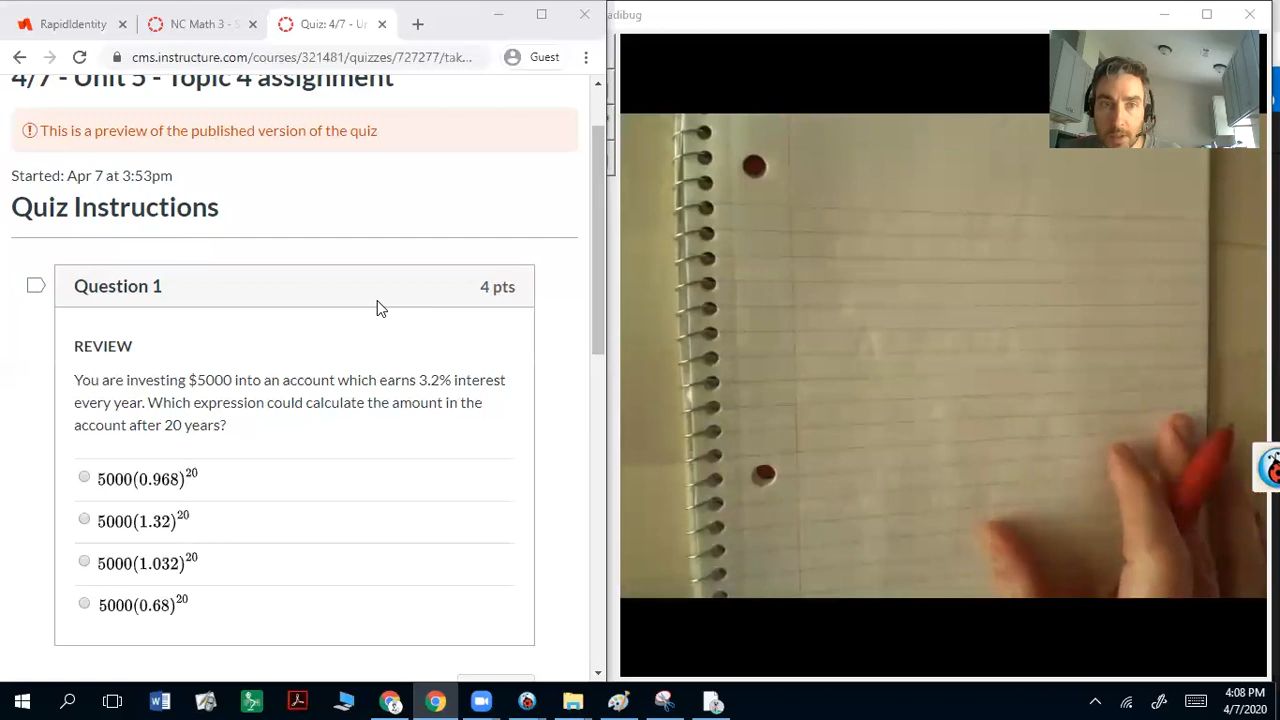 RapidIdentity
NC Math 3 - S
Quiz: 4/7 - Ur
adibug
cms.instructure.com/courses/321481/quizzes/727277/tak...
Guest
4/7 - Unit 5 - Topic 4 assignment
This is a preview of the published version of the quiz
Started: Apr 7 at 3:53pm
Quiz Instructions
Question 1
4 pts
REVIEW
You are investing $5000 into an account which earns 3.2% interest
every year. Which expression could calculate the amount in the
account after 20 years?
5000(0.968)^20
5000(1.32)^20
5000(1.032)^20
5000(0.68)^20
4:08 PM
4/7/2020